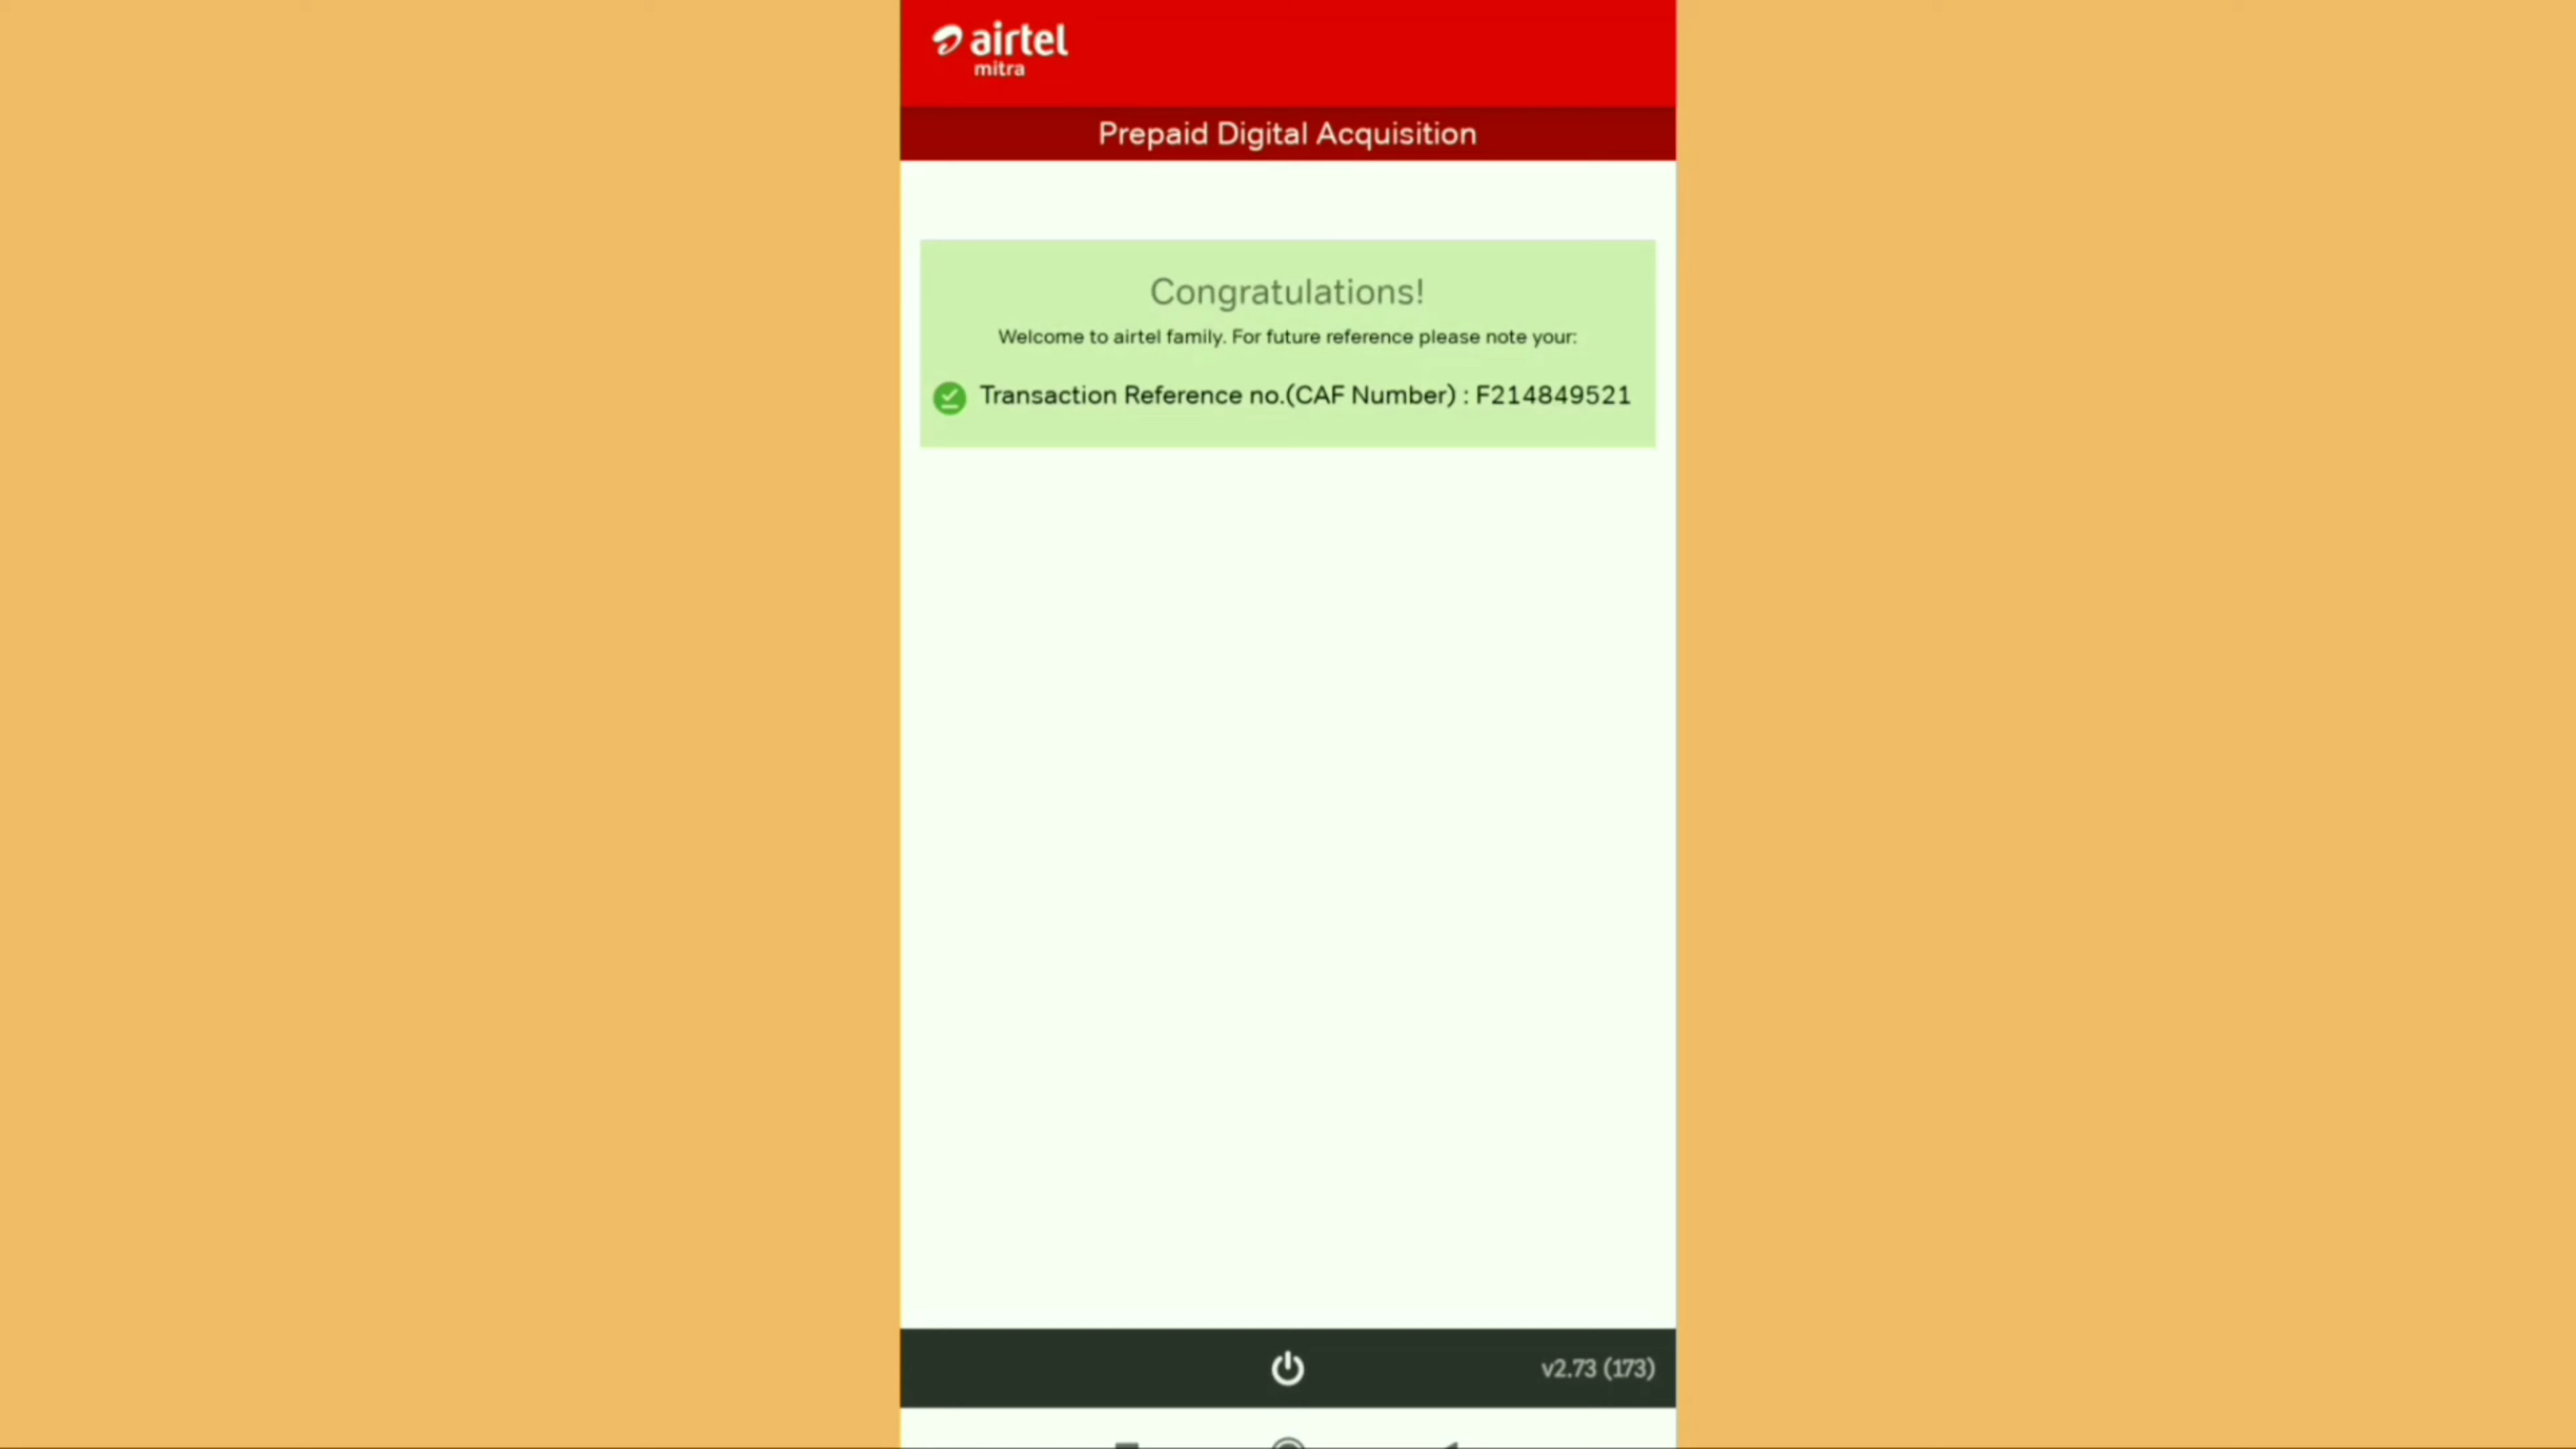 airtel
mitra
Prepaid Digital Acquisition
Congratulations!
Welcome to airtel family. For future reference please note your:
Transaction Reference no.(CAF Number) : F214849521
v2.73 (173)